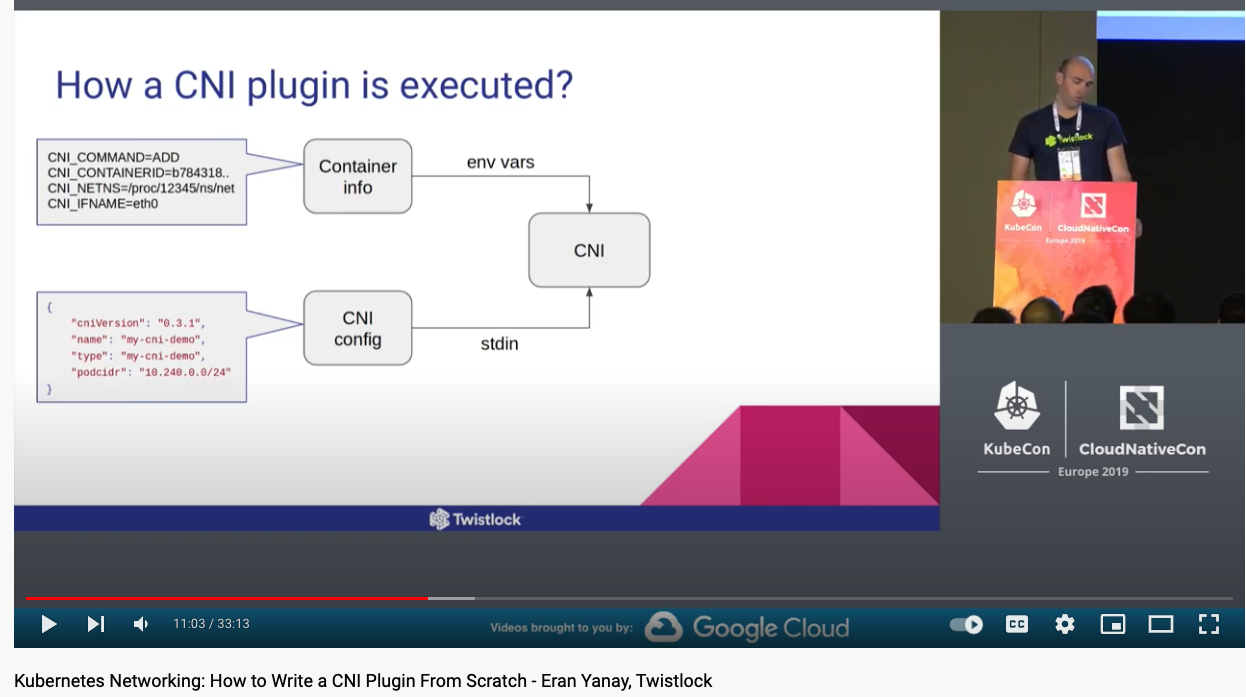 How a CNI plugin is executed?
CNI_COMMAND=ADD
CNI_CONTAINERID=b784318..
CNI_NETNS=/proc/12345/ns/net
CNI_IFNAME=eth0
Container
info
env vars
CNI
{
"cniVersion": "0.3.1",
"name": "my-cni-demo",
"type": "my-cni-demo",
"podcidr": "10.240.0.0/24"
}
CNI
config
stdin
Twistlock
Twistlock
KubeCon
CloudNativeCon
Europe 2019
KubeCon
CloudNativeCon
Europe 2019
11:03 / 33:13
Videos brought to you by:
Google Cloud
CC
Kubernetes Networking: How to Write a CNI Plugin From Scratch - Eran Yanay, Twistlock